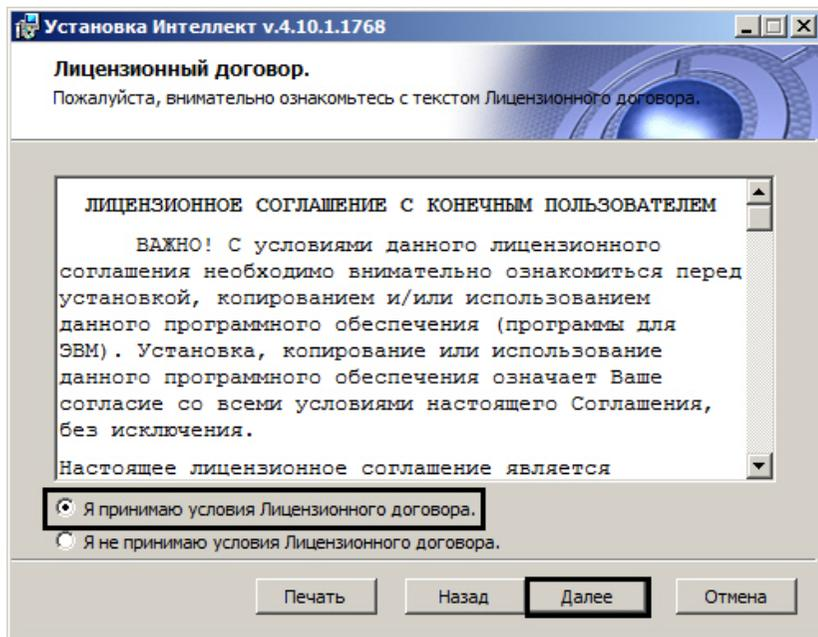 Установка Интеллект v.4.10.1.1768
Лицензионный договор.
Пожалуйста, внимательно ознакомьтесь с текстом Лицензионного договора.
ЛИЦЕНЗИОННОЕ СОГЛАШЕНИЕ С КОНЕЧНЫМ ПОЛЬЗОВАТЕЛЕМ
ВАЖНО! С условиями данного лицензионного
соглашения необходимо внимательно ознакомиться перед
установкой, копированием и/или использованием
данного программного обеспечения (программы для
ЭВМ). Установка, копирование или использование
данного программного обеспечения означает Ваше
согласие со всеми условиями настоящего Соглашения,
без исключения.
Настоящее лицензионное соглашение является
Я принимаю условия Лицензионного договора.
Я не принимаю условия Лицензионного договора.
Печать Назад Далее Отмена